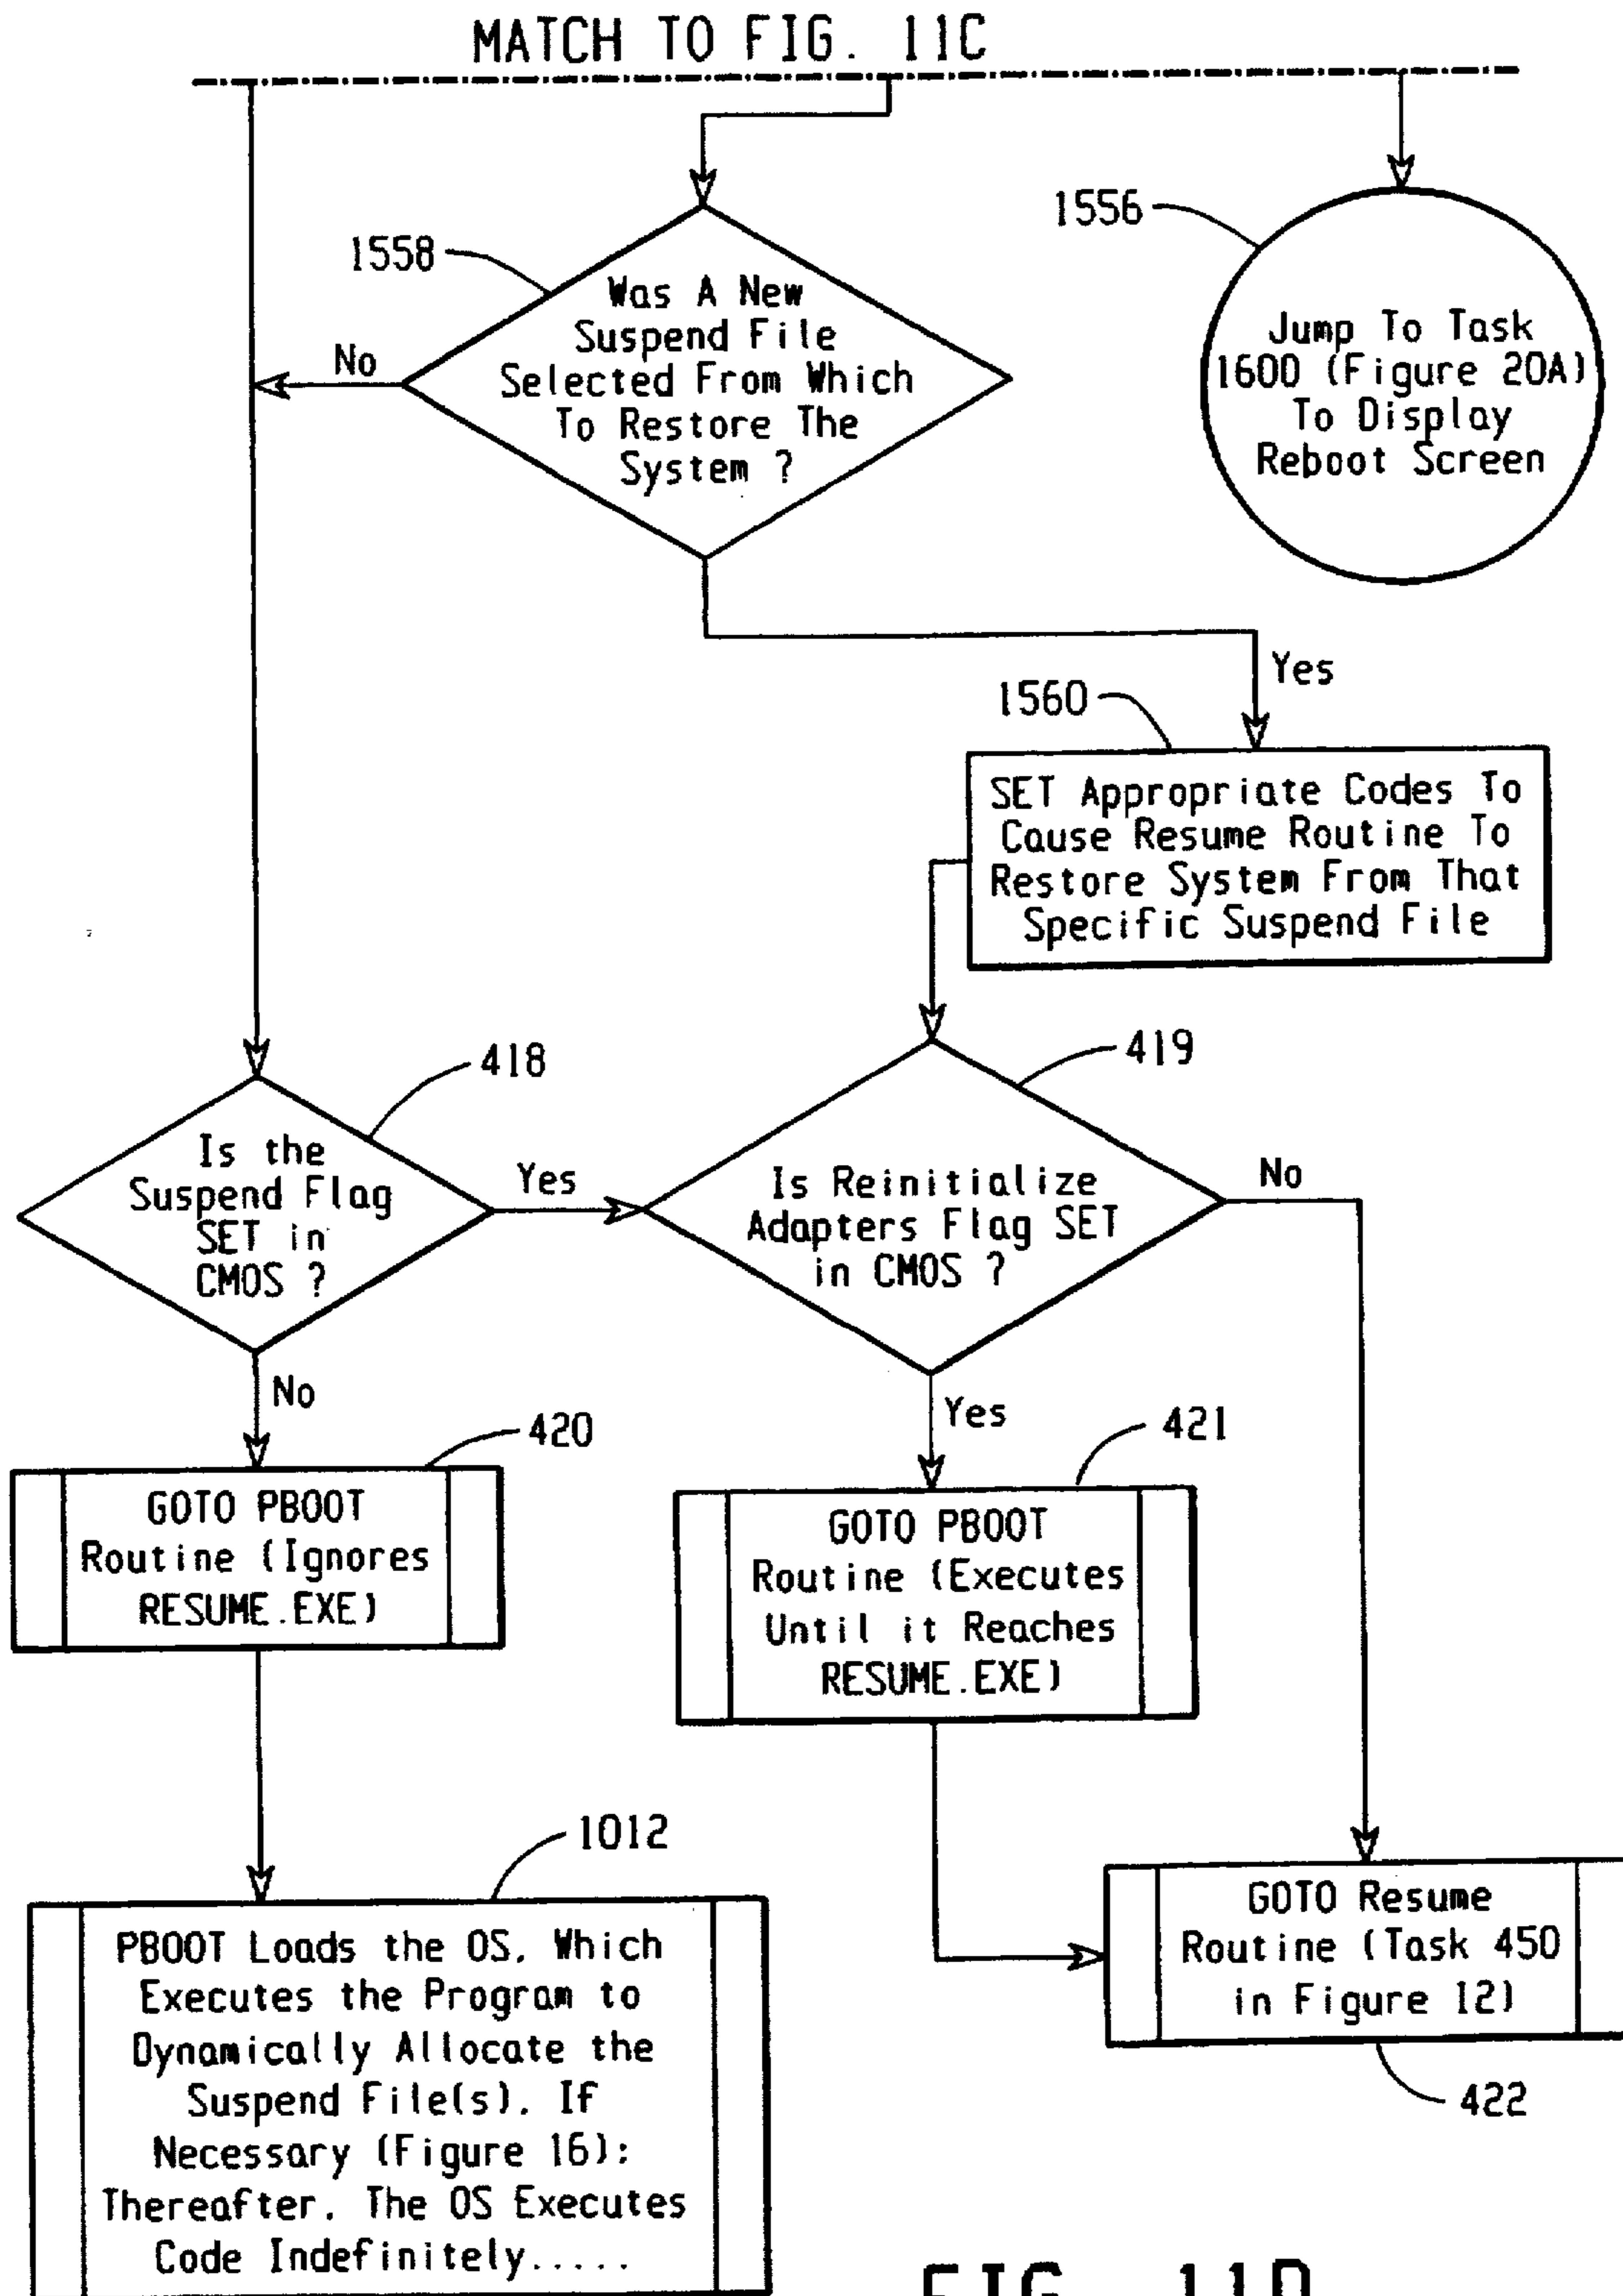 MATCH TO FIG. 11C
1558
Was A New
Suspend File
Selected From Which
To Restore The
System ?
No
Yes
1556
Jump To Task
1600 (Figure 20A)
To Display
Reboot Screen
1560
SET Appropriate Codes To
Cause Resume Routine To
Restore System From That
Specific Suspend File
418
Is the
Suspend Flag
SET in
CMOS ?
Yes
No
419
Is Reinitialize
Adapters Flag SET
in CMOS ?
No
Yes
420
GOTO PBOOT
Routine (Ignores
RESUME.EXE)
421
GOTO PBOOT
Routine (Executes
Until it Reaches
RESUME.EXE)
1012
PBOOT Loads the OS, Which
Executes the Program to
Dynamically Allocate the
Suspend File(s), If
Necessary (Figure 16);
Thereafter, The OS Executes
Code Indefinitely.....
GOTO Resume
Routine (Task 450
in Figure 12)
422
FIG. 11D